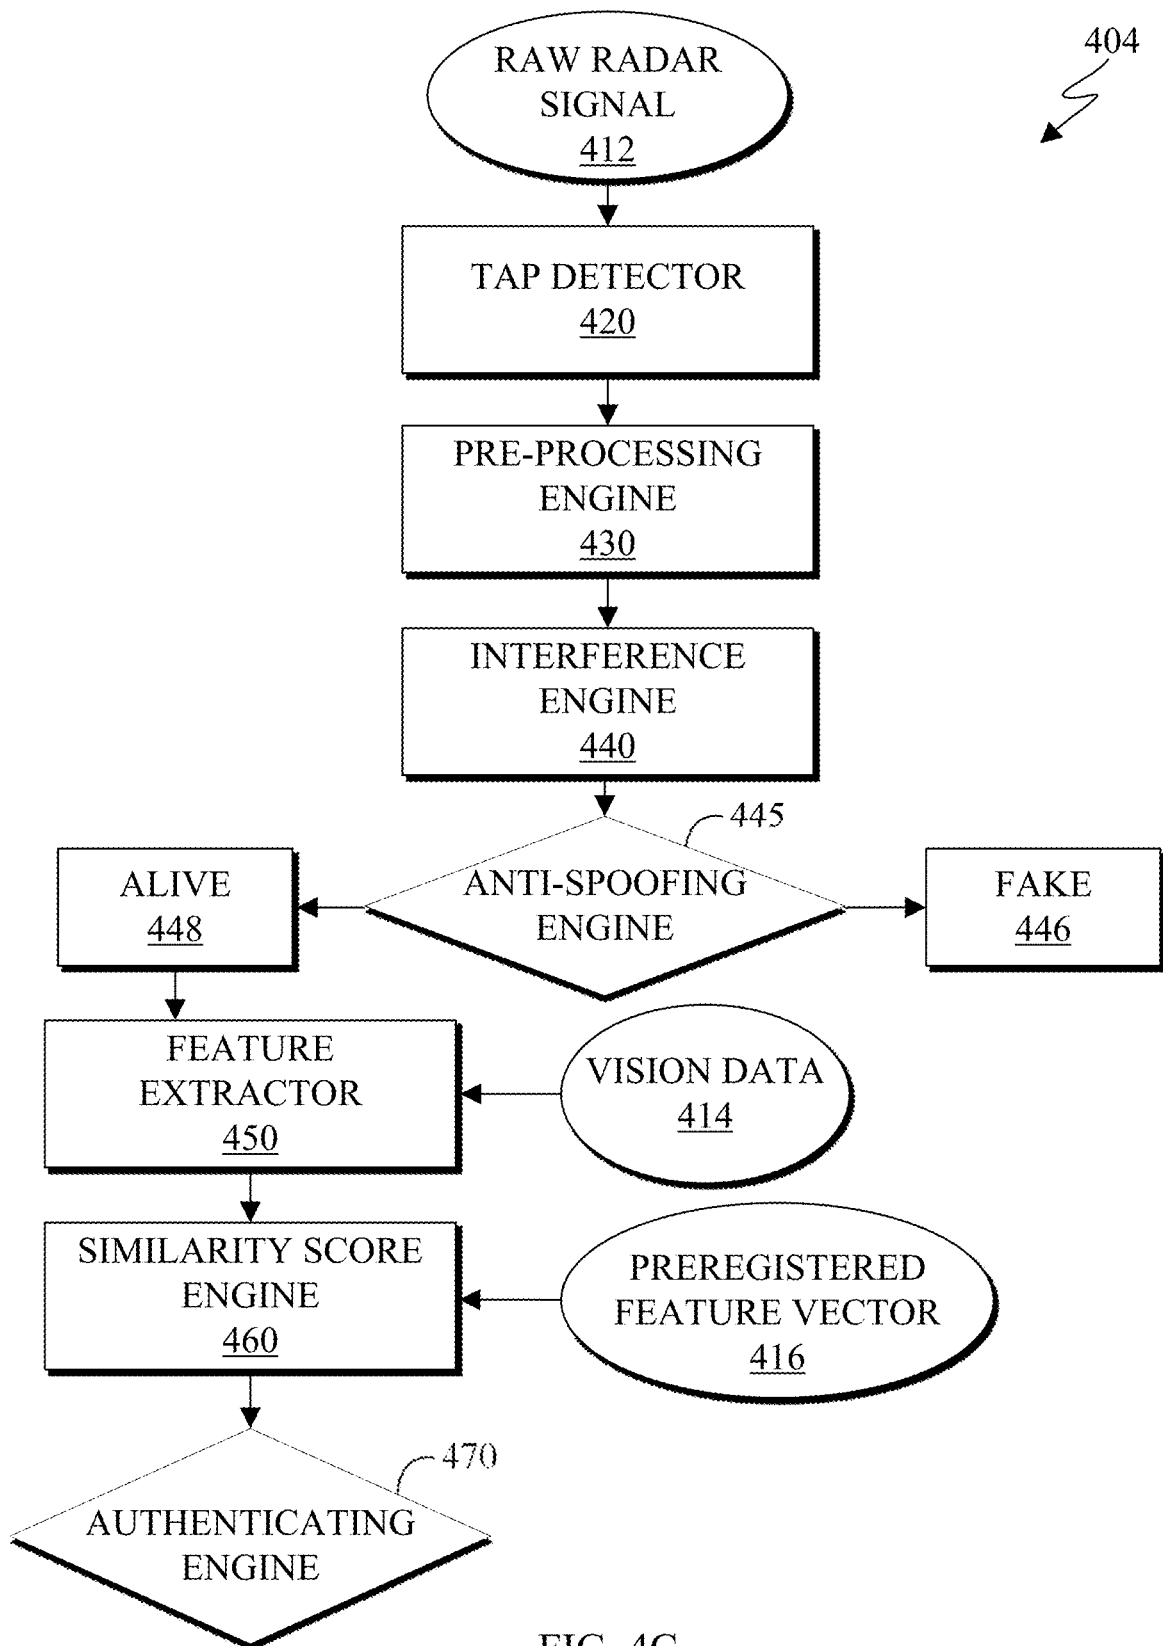 RAW RADAR
SIGNAL
412
404
TAP DETECTOR
420
PRE-PROCESSING
ENGINE
430
INTERFERENCE
ENGINE
440
445
ANTI-SPOOFING
ENGINE
ALIVE
448
FAKE
446
FEATURE
EXTRACTOR
450
VISION DATA
414
SIMILARITY SCORE
ENGINE
460
PREREGISTERED
FEATURE VECTOR
416
470
AUTHENTICATING
ENGINE
FIG. 4C